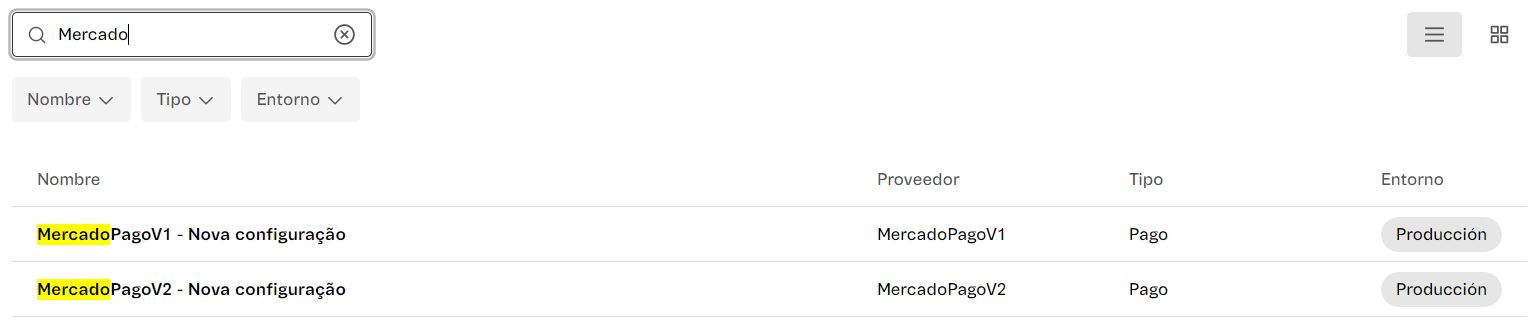 Mercado
Nombre Tipo Entorno
Nombre Proveedor Tipo Entorno
MercadoPagoV1 - Nova configuração MercadoPagoV1 Pago Producción
MercadoPagoV2 - Nova configuração MercadoPagoV2 Pago Producción